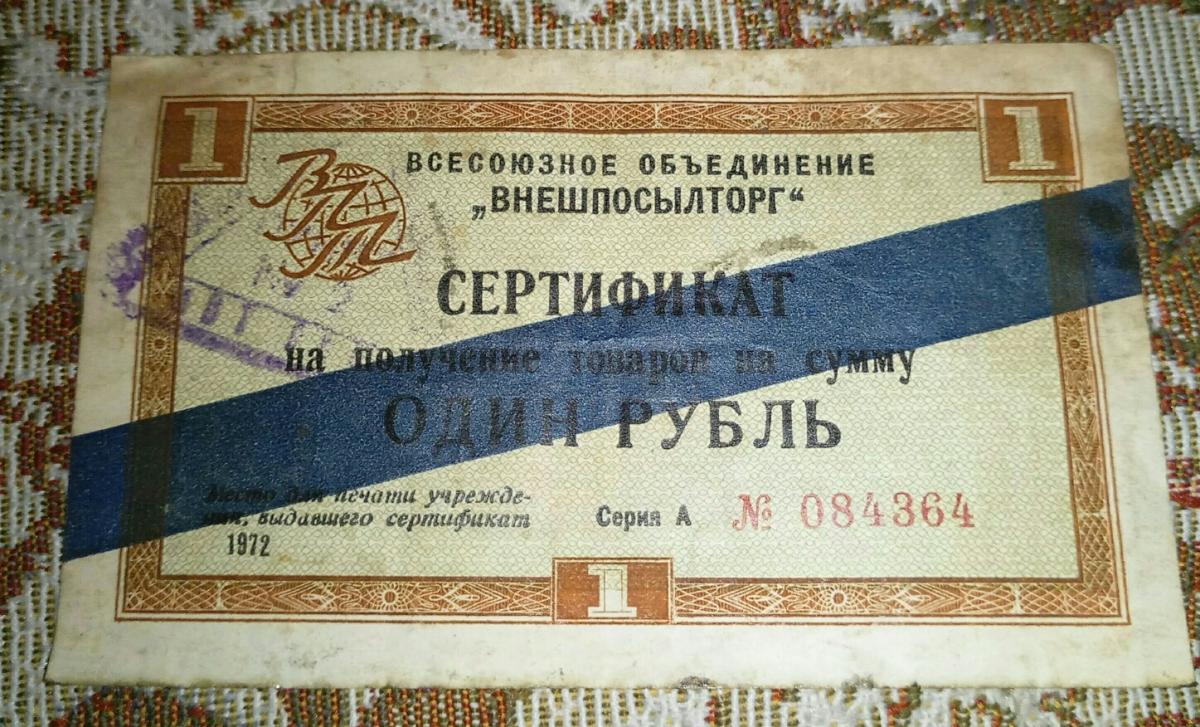 1 1
ВПТ
ВСЕСОЮЗНОЕ ОБЪЕДИНЕНИЕ
„ВНЕШПОСЫЛТОРГ“
СЕРТИФИКАТ
на получение товаров на сумму
ОДИН РУБЛЬ
Место для печати учрежде-
ния, выдавшего сертификат
1972
Серия А № 084364
1